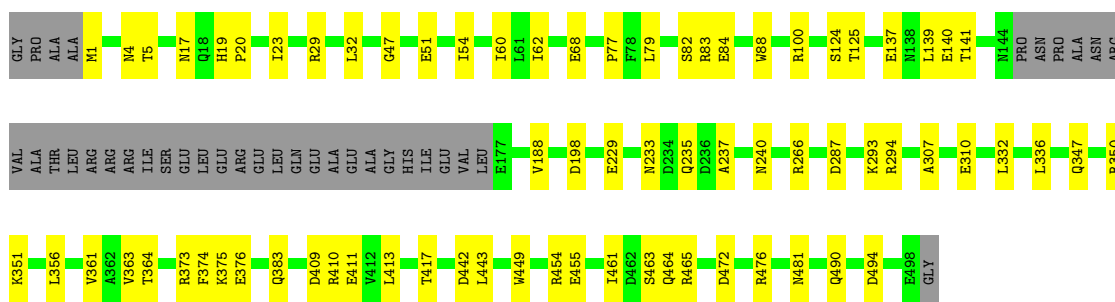 GLY PRO ALA ALA M1 N4 T5 N17 Q18 H19 P20 I23 R29 L32 G47 E51 I54 I60 L61 I62 E68 P77 F78 L79 S82 R83 E84 W88 R100 S124 T125 E137 N138 L139 E140 T141 N144 PRO ASN PRO ALA ASN ARG
VAL ALA THR LEU ARG ARG ARG ILE SER GLU LEU GLU ARG GLU LEU GLN GLU ALA GLU ALA GLY HIS ILE GLU VAL LEU E177 V188 D198 E229 N233 D234 Q235 D236 A237 N240 R266 D287 K293 R294 A307 E310 L332 L336 Q347
K351 L356 V361 A362 V363 T364 R373 F374 K375 E376 Q383 D409 R410 E411 V412 L413 T417 D442 L443 W449 R454 E455 I461 D462 S463 Q464 R465 D472 R476 N481 Q490 D494 E498 GLY